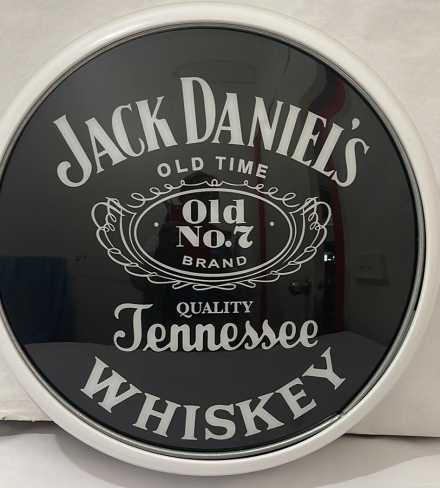 JACK DANIEL'S
OLD TIME
Old
No.7
BRAND
QUALITY
Tennessee
WHISKEY